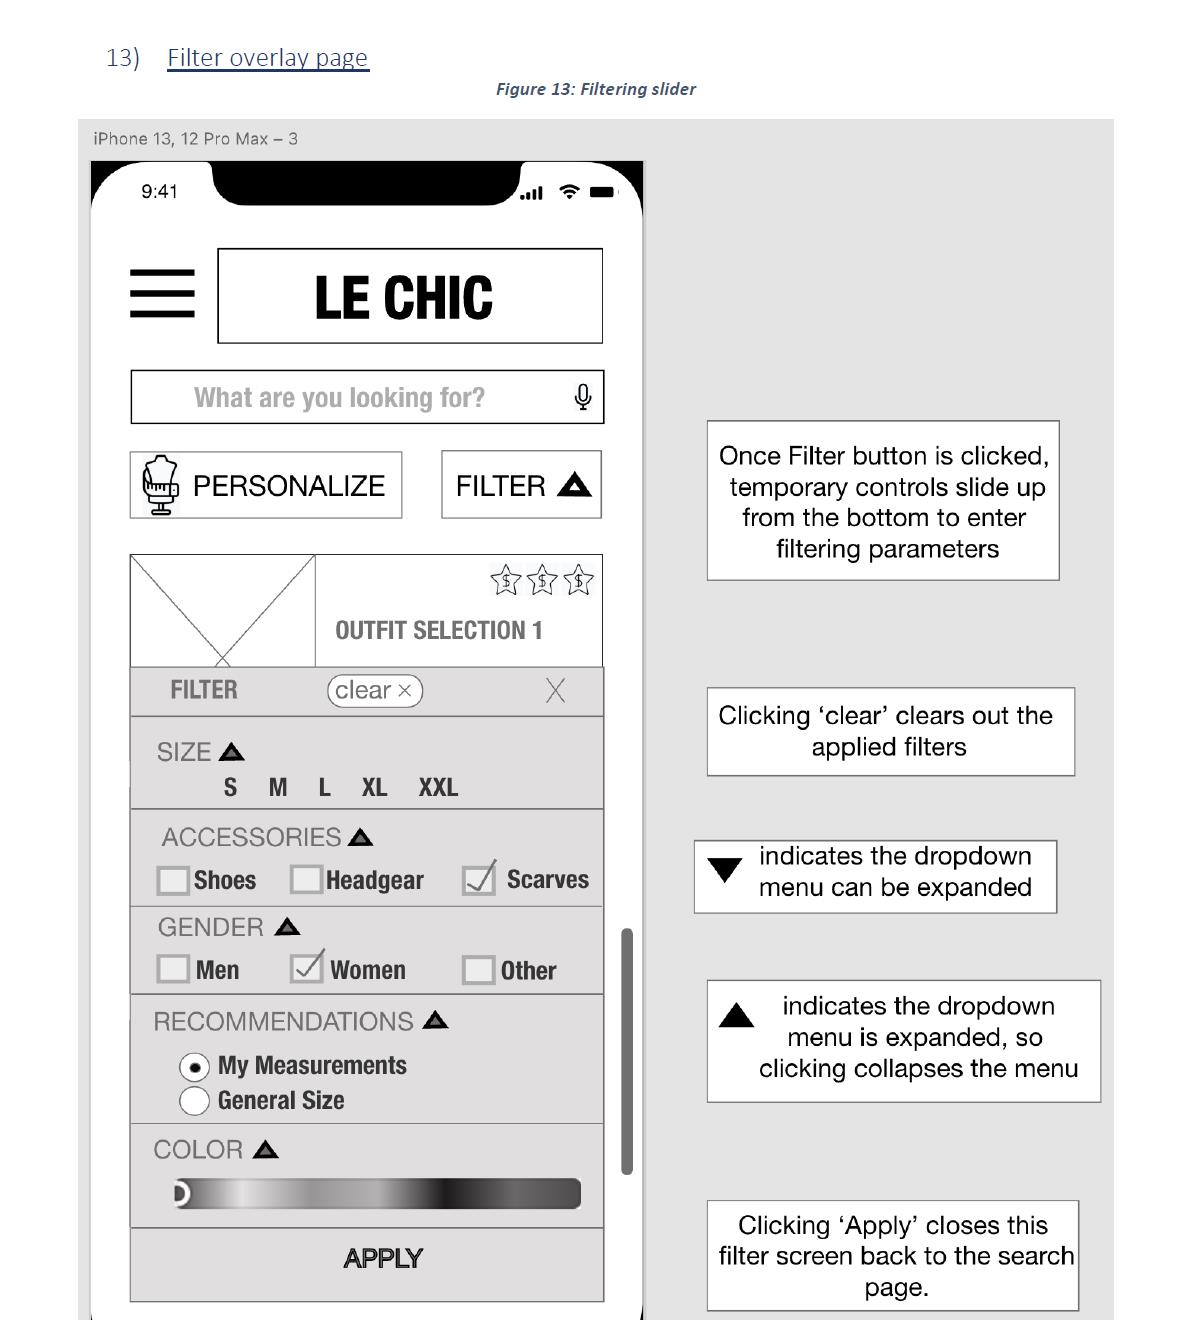 13) Filter overlay page
Figure 13: Filtering slider
iPhone 13, 12 Pro Max – 3
9:41
LE CHIC
What are you looking for?
PERSONALIZE
FILTER
$ $ $
OUTFIT SELECTION 1
FILTER clear × X
SIZE
S M L XL XXL
ACCESSORIES
Shoes Headgear Scarves
GENDER
Men Women Other
RECOMMENDATIONS
My Measurements
General Size
COLOR
APPLY
Once Filter button is clicked,
temporary controls slide up
from the bottom to enter
filtering parameters
Clicking ‘clear’ clears out the
applied filters
indicates the dropdown
menu can be expanded
indicates the dropdown
menu is expanded, so
clicking collapses the menu
Clicking ‘Apply’ closes this
filter screen back to the search
page.